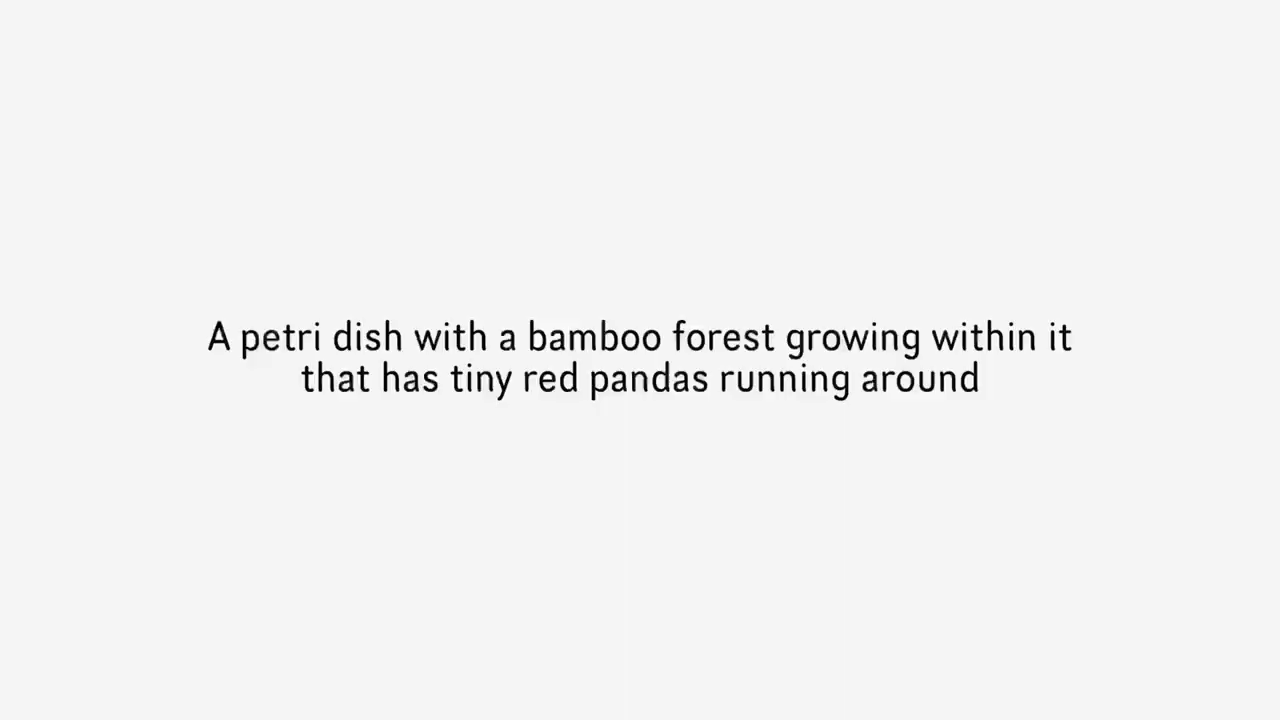 A petri dish with a bamboo forest growing within it
that has tiny red pandas running around